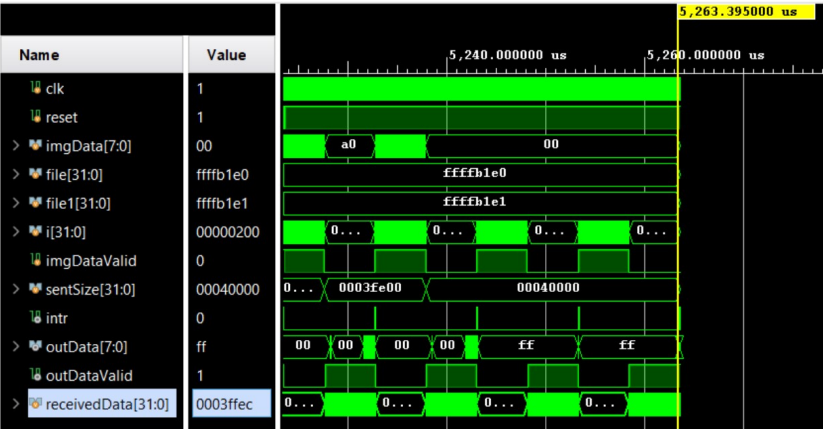 5,263.395000 us
Name Value 5,240.000000 us 5,260.000000 us
clk 1
reset 1
imgData[7:0] 00 a0 00
file[31:0] ffffb1e0 ffffb1e0
file1[31:0] ffffb1e1 ffffb1e1
i[31:0] 00000200 0... 0... 0... 0...
imgDataValid 0
sentSize[31:0] 00040000 0... 0003fe00 00040000
intr 0
outData[7:0] ff 00 00 00 00 ff ff
outDataValid 1
receivedData[31:0] 0003ffec 0... 0... 0... 0...